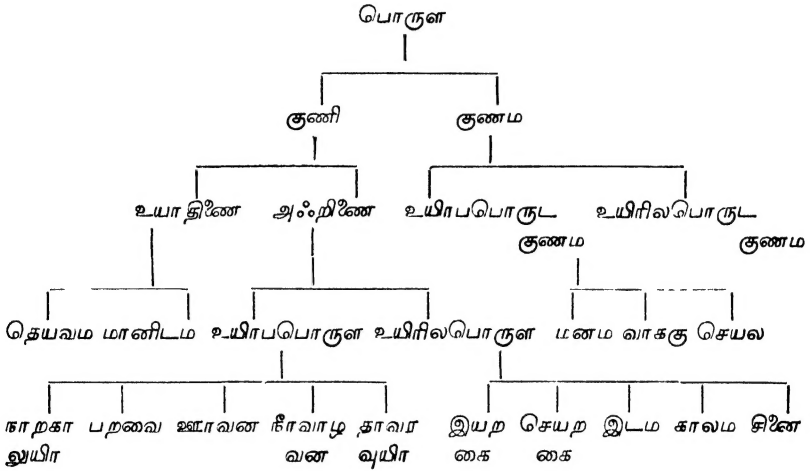 பொருள
குணி குணம
உயாதிணை அஃறிணை உயிாபபொருட உயிரிலபொருட
குணம குணம
தெயவம மானிடம உயிாபபொருள உயிரிலபொருள மனம வாககு செயல
நாறகா பறவை ஊாவன நீாவாழ தாவர இயற செயற இடம காலம சினை
லுயிா வன வுயிா கை கை